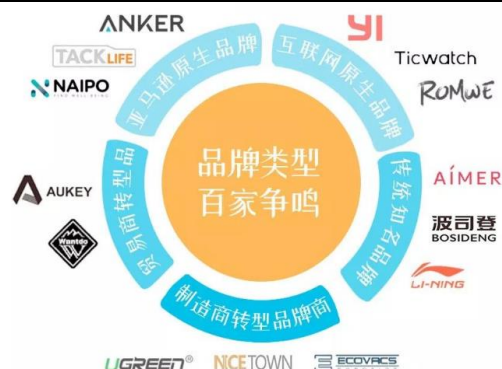 ANKER
TACKLIFE
NAIPO
亚马逊原生品牌
互联网原生品牌
YI
Ticwatch
ROMWE
品牌类型
百家争鸣
贸易商转型品
AUKEY
Wantdo
传统知名品牌
AIMER
波司登
BOSIDENG
LI-NING
制造商转型品牌商
UGREEN®
NICETOWN
ECOVACS